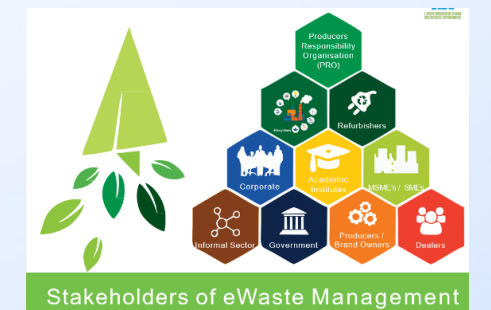 Producers
Responsibility
Organisation
(PRO)
Refurbishers
Corporate
Academic
Institutes
MSME's / SMEs
Informal Sector
Government
Producers /
Brand Owners
Dealers
Stakeholders of eWaste Management